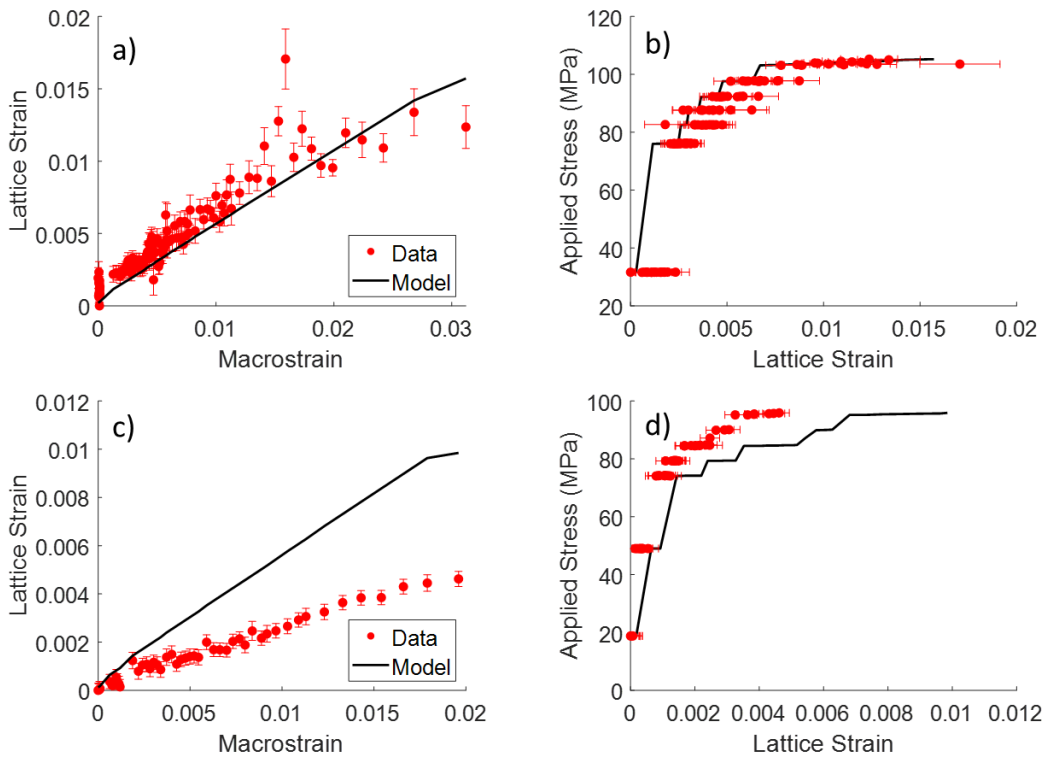 a)
0.02
0.015
0.01
0.005
0
Lattice Strain
0
0.01
0.02
0.03
Macrostrain
Data
Model
b)
120
100
80
60
40
20
Applied Stress (MPa)
0
0.005
0.01
0.015
0.02
Lattice Strain
c)
0.012
0.01
0.008
0.006
0.004
0.002
0
Lattice Strain
0
0.005
0.01
0.015
0.02
Macrostrain
Data
Model
d)
100
80
60
40
20
0
Applied Stress (MPa)
0
0.002
0.004
0.006
0.008
0.01
0.012
Lattice Strain